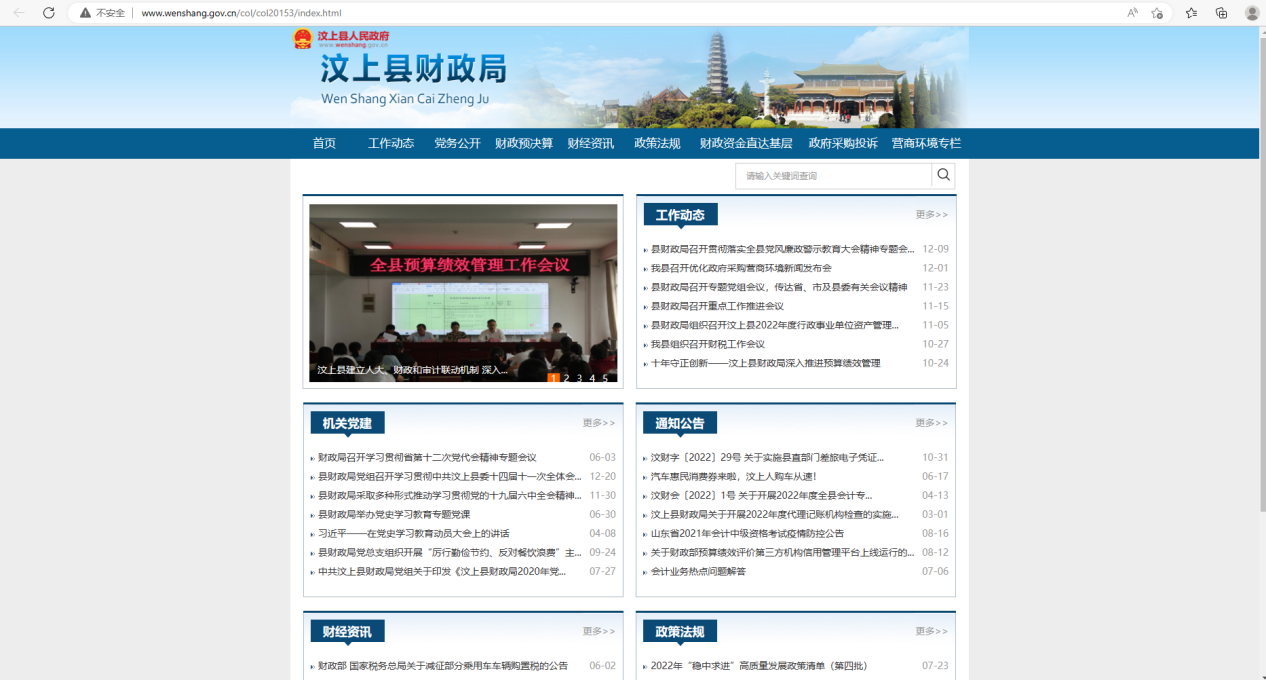 不安全 www.wenshang.gov.cn/col/col20153/index.html
汶上县人民政府
www.wenshang.gov.cn
汶上县财政局
Wen Shang Xian Cai Zheng Ju
首页 工作动态 党务公开 财政预决算 财经资讯 政策法规 财政资金直达基层 政府采购投诉 营商环境专栏
请输入关键词查询
全县预算绩效管理工作会议
汶上县建立人大、财政和审计联动机制 深入...
1 2 3 4 5
工作动态 更多>>
县财政局召开贯彻落实全县党风廉政警示教育大会精神专题会... 12-09
我县召开优化政府采购营商环境新闻发布会 12-01
县财政局召开专题党组会议，传达省、市及县委有关会议精神 11-23
县财政局召开重点工作推进会议 11-15
县财政局组织召开汶上县2022年度行政事业单位资产管理... 11-05
我县组织召开财税工作会议 10-27
十年守正创新——汶上县财政局深入推进预算绩效管理 10-24
机关党建 更多>>
财政局召开学习贯彻省第十二次党代会精神专题会议 06-03
县财政局党组召开学习贯彻中共汶上县委十四届十一次全体会... 12-20
县财政局采取多种形式推动学习贯彻党的十九届六中全会精神... 11-30
县财政局举办党史学习教育专题党课 06-30
习近平——在党史学习教育动员大会上的讲话 04-08
县财政局党总支组织开展“厉行勤俭节约、反对餐饮浪费”主... 09-24
中共汶上县财政局党组关于印发《汶上县财政局2020年党... 07-27
通知公告 更多>>
汶财字［2022］29号 关于实施县直部门差旅电子凭证... 10-31
汽车惠民消费券来啦，汶上人购车从速！ 06-17
汶财会［2022］1号 关于开展2022年度全县会计专... 04-13
汶上县财政局关于开展2022年度代理记账机构检查的实施... 03-01
山东省2021年会计中级资格考试疫情防控公告 08-16
关于财政部预算绩效评价第三方机构信用管理平台上线运行的... 08-12
会计业务热点问题解答 07-06
财经资讯 更多>>
财政部 国家税务总局关于减征部分乘用车车辆购置税的公告 06-02
政策法规 更多>>
2022年“稳中求进”高质量发展政策清单（第四批） 07-23